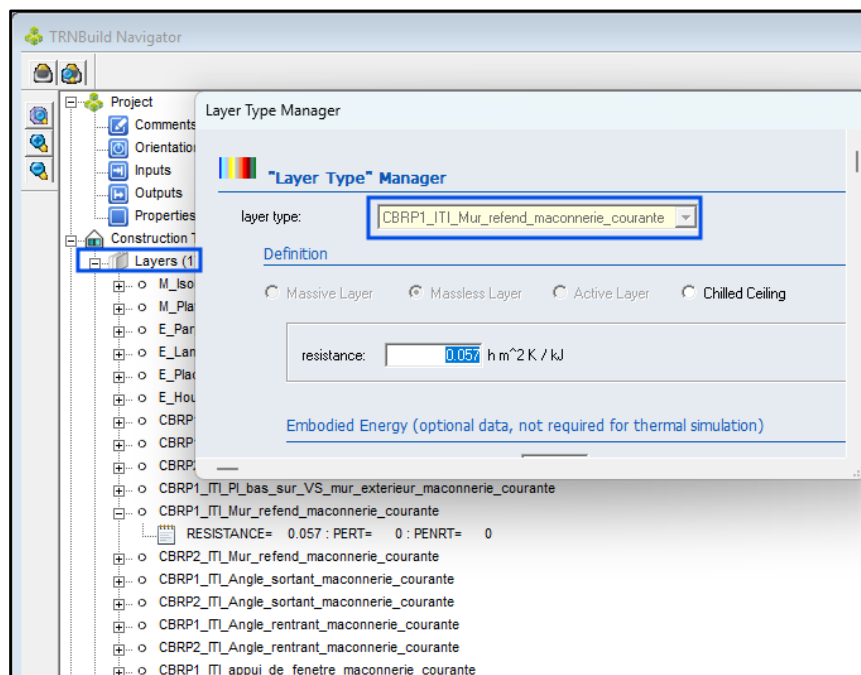 TRNBuild Navigator
Project
Comments
Orientatio
Inputs
Outputs
Properties
Construction T
Layers (1
M_Iso
M_Pla
E_Par
E_Lan
E_Plac
E_Hou
CBRP
CBRP
CBRP2
CBRP1_ITI_Pl_bas_sur_VS_mur_exterieur_maconnerie_courante
CBRP1_ITI_Mur_refend_maconnerie_courante
RESISTANCE= 0.057 : PERT= 0 : PENRT= 0
CBRP2_ITI_Mur_refend_maconnerie_courante
CBRP1_ITI_Angle_sortant_maconnerie_courante
CBRP2_ITI_Angle_sortant_maconnerie_courante
CBRP1_ITI_Angle_rentrant_maconnerie_courante
CBRP2_ITI_Angle_rentrant_maconnerie_courante
CBRP1_ITI_appui_de_fenetre_maconnerie_courante
Layer Type Manager
"Layer Type" Manager
layer type: CBRP1_ITI_Mur_refend_maconnerie_courante
Definition
Massive Layer Massless Layer Active Layer Chilled Ceiling
resistance: 0.057 h m^2 K / kJ
Embodied Energy (optional data, not required for thermal simulation)